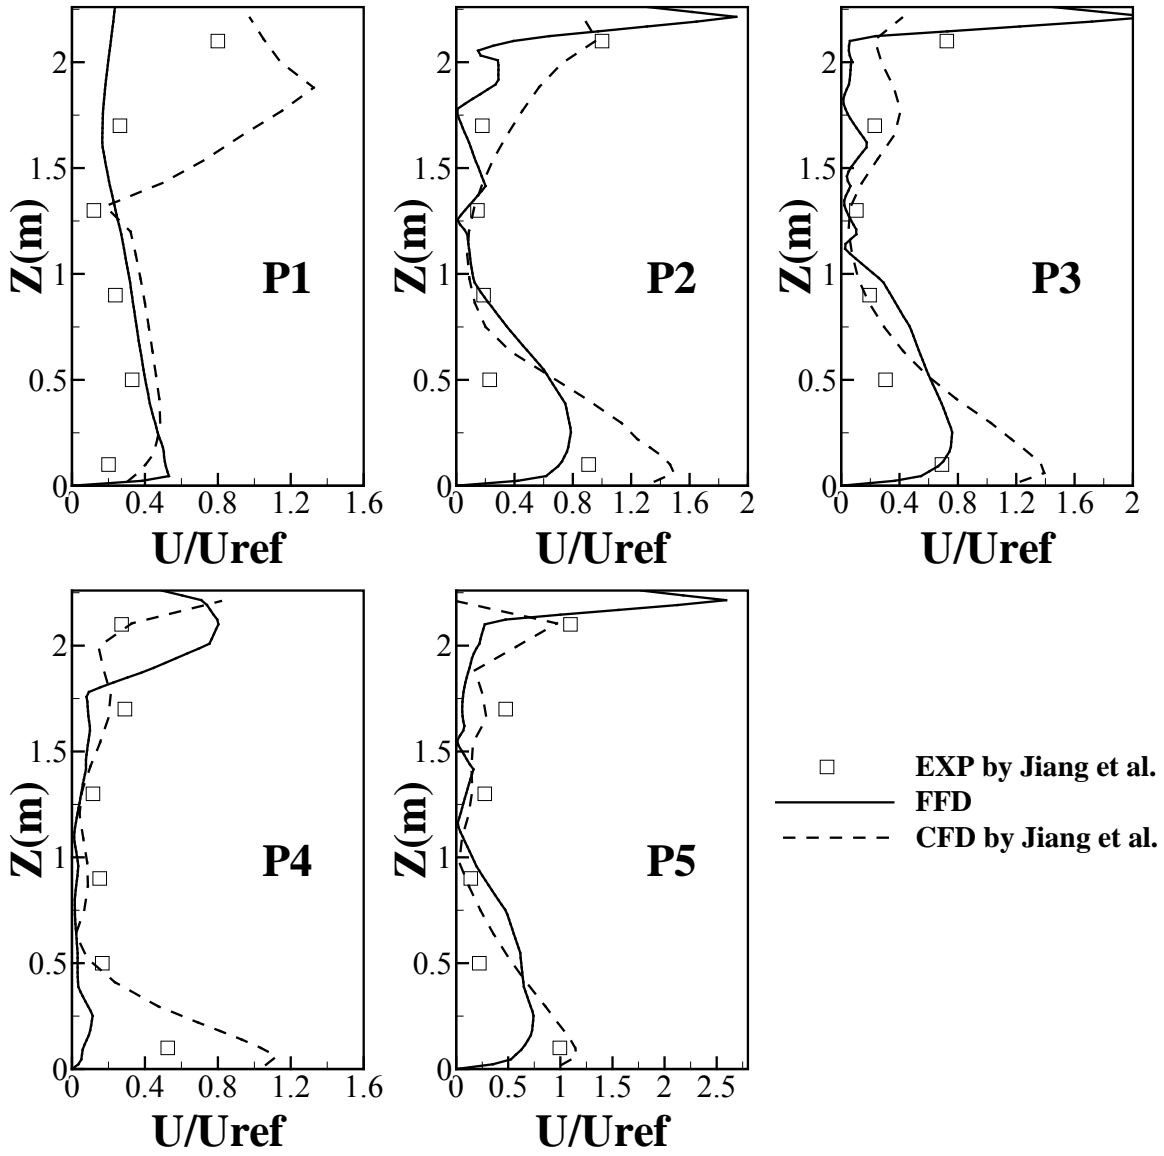 2
1.5
1
0.5
0
Z(m)
P1
0 0.4 0.8 1.2 1.6
U/Uref
2
1.5
1
0.5
0
Z(m)
P2
0 0.4 0.8 1.2 1.6 2
U/Uref
2
1.5
1
0.5
0
Z(m)
P3
0 0.4 0.8 1.2 1.6 2
U/Uref
2
1.5
1
0.5
0
Z(m)
P4
0 0.4 0.8 1.2 1.6
U/Uref
2
1.5
1
0.5
0
Z(m)
P5
0 0.5 1 1.5 2 2.5
U/Uref
EXP by Jiang et al.
FFD
CFD by Jiang et al.